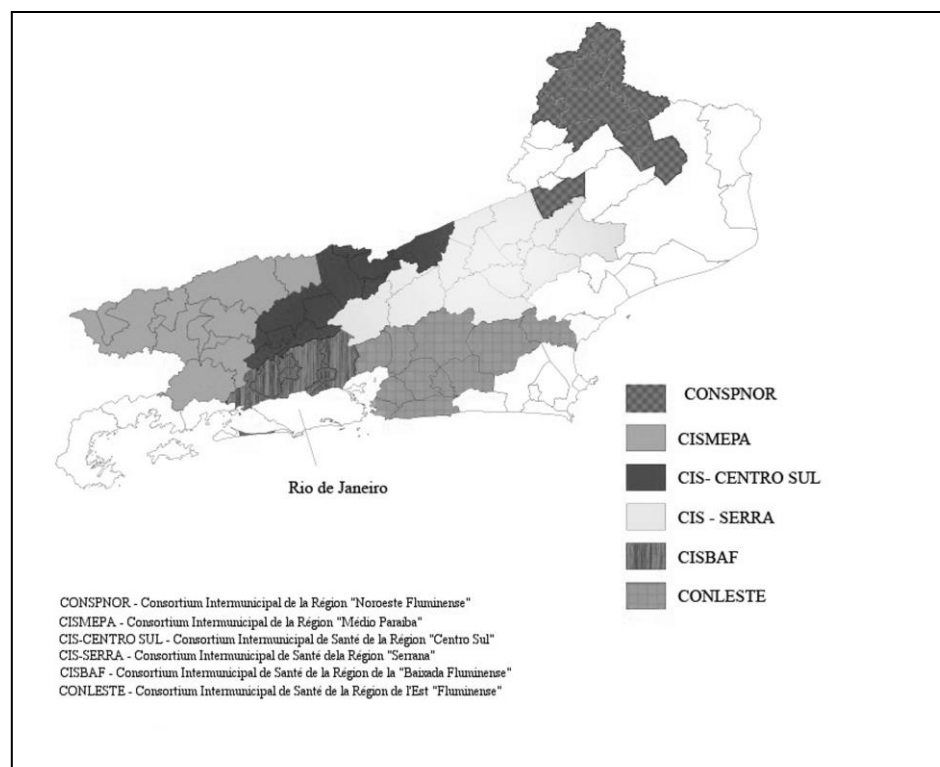 CONSPNOR
CISMEPA
CIS- CENTRO SUL
CIS - SERRA
CISBAF
CONLESTE
Rio de Janeiro
CONSPNOR - Consortium Intermunicipal de la Région "Noroeste Fluminense"
CISMEPA - Consortium Intermunicipal de la Région "Médio Paraiba"
CIS-CENTRO SUL - Consortium Intermunicipal de Santé de la Région "Centro Sul"
CIS-SERRA - Consortium Intermunicipal de Santé dela Région "Serrana"
CISBAF - Consortium Intermunicipal de Santé de la Région de la "Baixada Fluminense"
CONLESTE - Consortium Intermunicipal de Santé de la Région de l'Est "Fluminense"